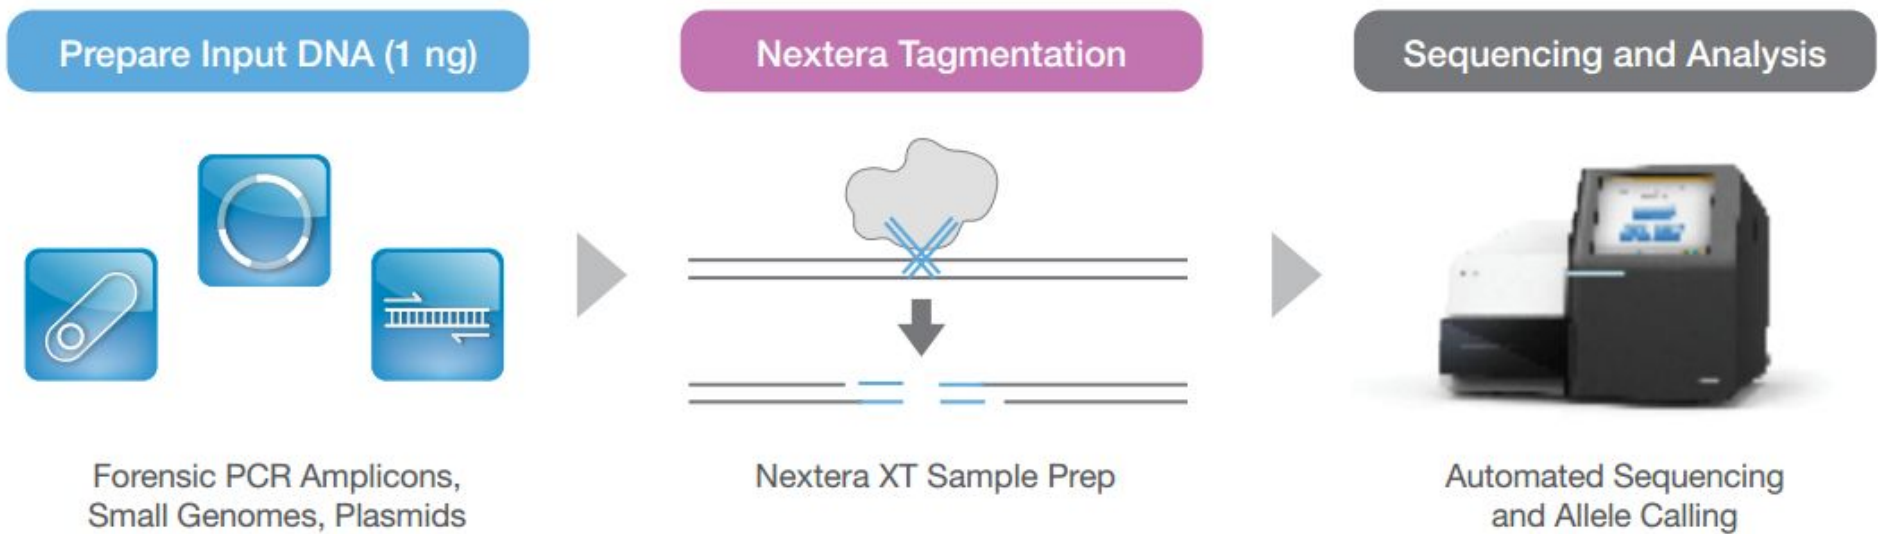 Prepare Input DNA (1 ng)
Nextera Tagmentation
Sequencing and Analysis
Forensic PCR Amplicons,
Small Genomes, Plasmids
Nextera XT Sample Prep
Automated Sequencing
and Allele Calling